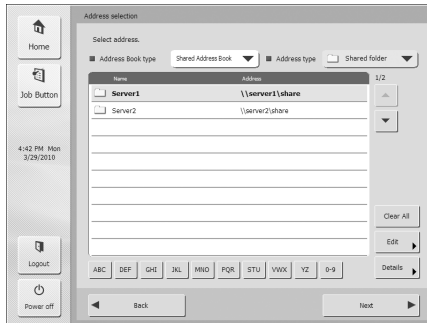 Address selection
Home
Select address.
Address Book type
Shared Address Book
Address type
Shared folder
Name
Address
1/2
Job Button
Server1
\\server1\share
Server2
\\server2\share
4:42 PM Mon
3/29/2010
Clear All
Edit
Logout
ABC
DEF
GHI
JKL
MNO
PQR
STU
VWX
YZ
0-9
Details
Power off
Back
Next